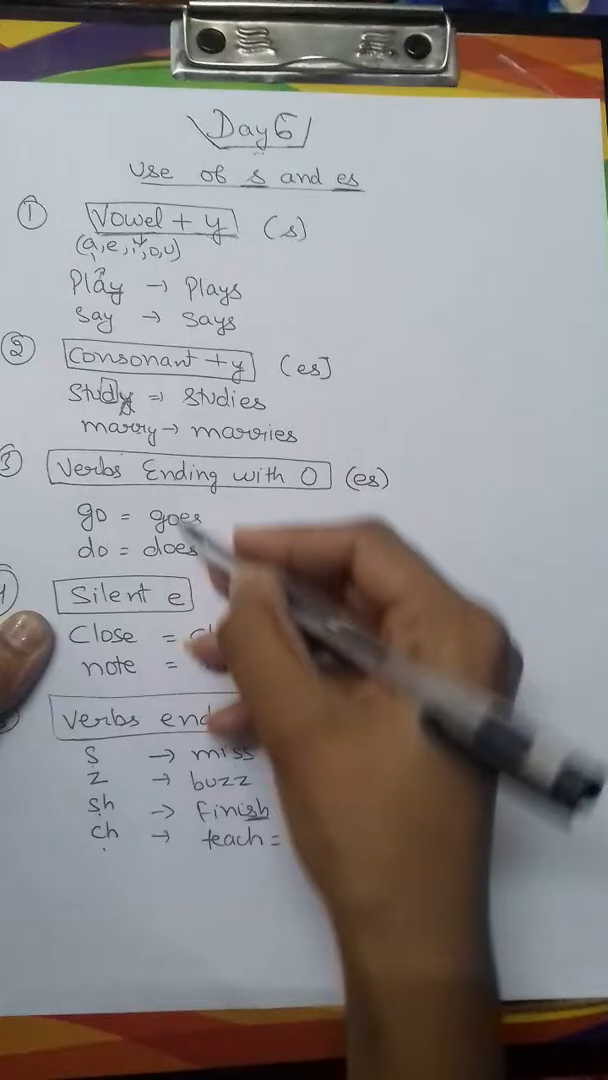 Day 6
Use of s and es
① Vowel + y (s)
(a, e, i, o, u)
Play → Plays
Say → Says
② Consonant + y (es]
Study => Studies
marry → marries
3 Verbs Ending with O (es)
go = goes
do = does
4 Silent e
Close =
note =
Verbs end
S → miss
Z → buzz
Sh → finish
Ch → teach =